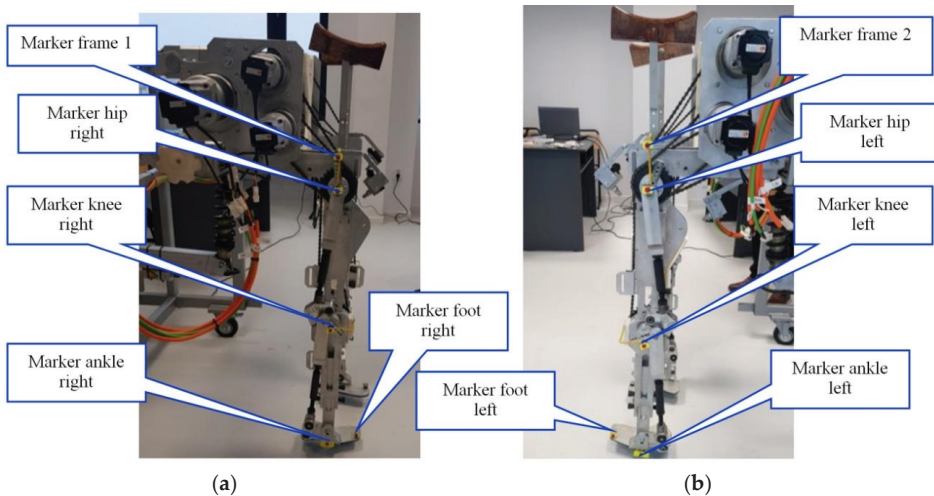 Marker frame 1
Marker hip
right
Marker knee
right
Marker ankle
right
Marker foot
right
(a)
Marker frame 2
Marker hip
left
Marker knee
left
Marker ankle
left
Marker foot
left
(b)